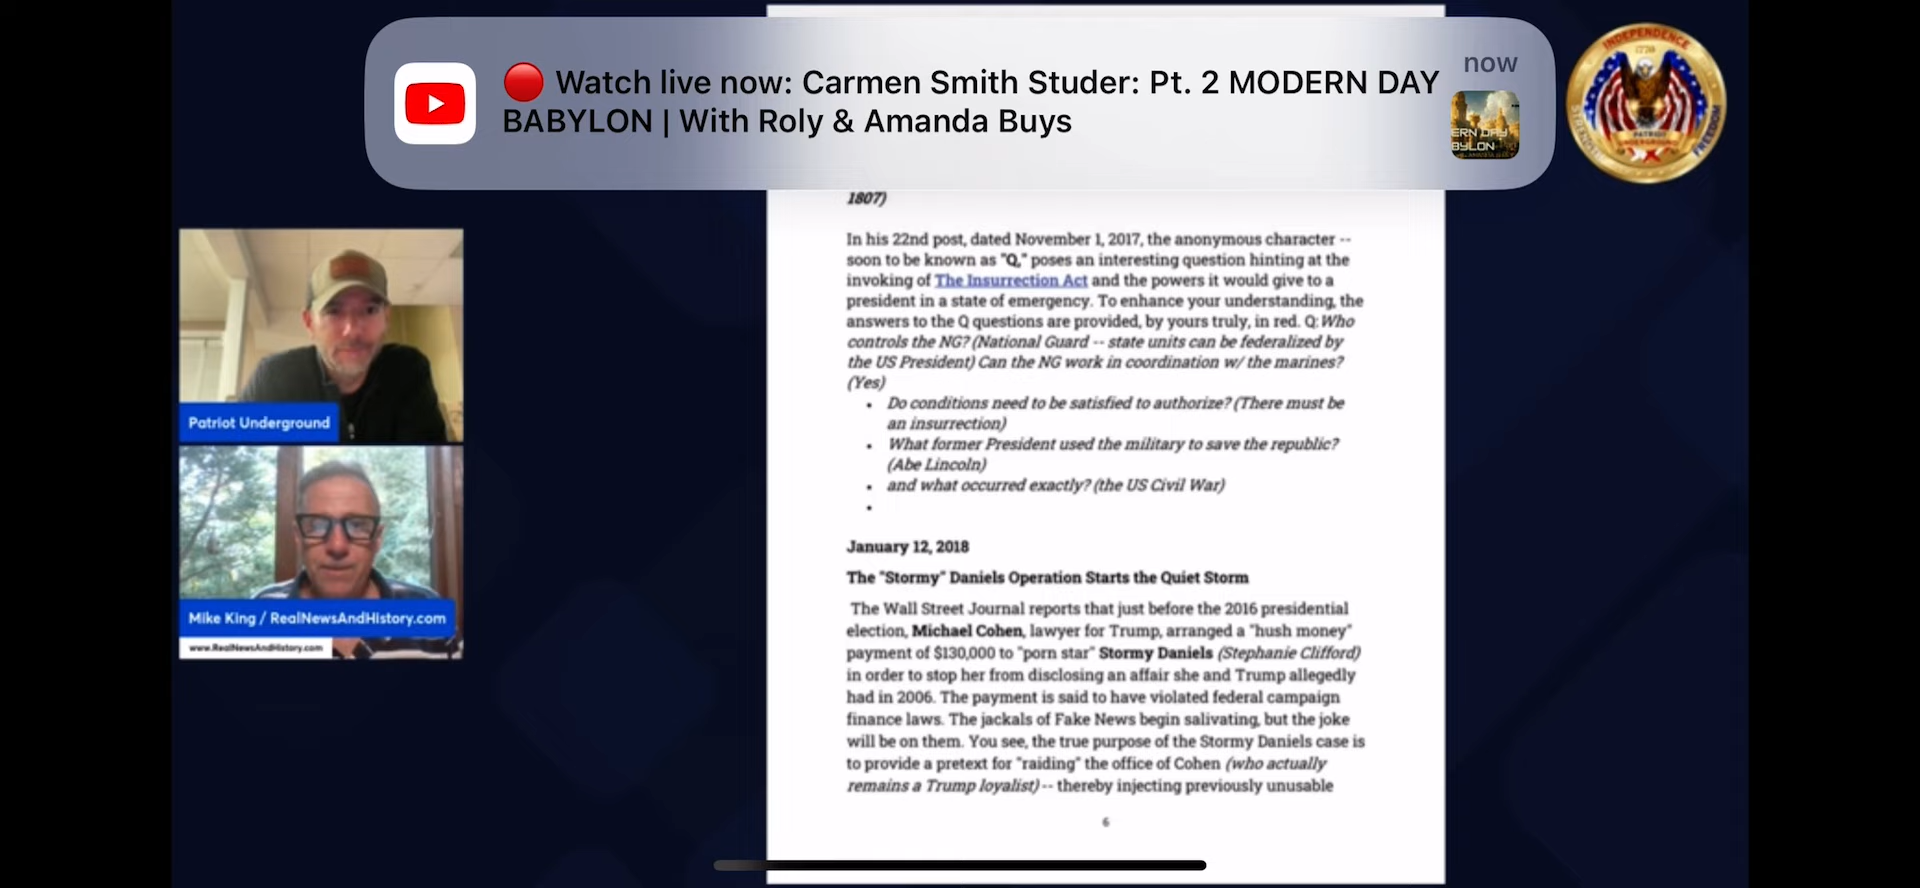 🔴 Watch live now: Carmen Smith Studer: Pt. 2 MODERN DAY
BABYLON | With Roly & Amanda Buys
now
ERN DAY
BYLON
INDEPENDENCE
1776
STRENGTH
FREEDOM
PATRIOT
UNDERGROUND
Patriot Underground
Mike King / RealNewsAndHistory.com
www.RealNewsAndHistory.com
1807)
In his 22nd post, dated November 1, 2017, the anonymous character --
soon to be known as "Q," poses an interesting question hinting at the
invoking of The Insurrection Act and the powers it would give to a
president in a state of emergency. To enhance your understanding, the
answers to the Q questions are provided, by yours truly, in red. Q: Who
controls the NG? (National Guard -- state units can be federalized by
the US President) Can the NG work in coordination w/ the marines?
(Yes)
• Do conditions need to be satisfied to authorize? (There must be
an insurrection)
• What former President used the military to save the republic?
(Abe Lincoln)
• and what occurred exactly? (the US Civil War)
•
January 12, 2018
The "Stormy" Daniels Operation Starts the Quiet Storm
The Wall Street Journal reports that just before the 2016 presidential
election, Michael Cohen, lawyer for Trump, arranged a "hush money"
payment of $130,000 to "porn star" Stormy Daniels (Stephanie Clifford)
in order to stop her from disclosing an affair she and Trump allegedly
had in 2006. The payment is said to have violated federal campaign
finance laws. The jackals of Fake News begin salivating, but the joke
will be on them. You see, the true purpose of the Stormy Daniels case is
to provide a pretext for "raiding" the office of Cohen (who actually
remains a Trump loyalist) -- thereby injecting previously unusable
6